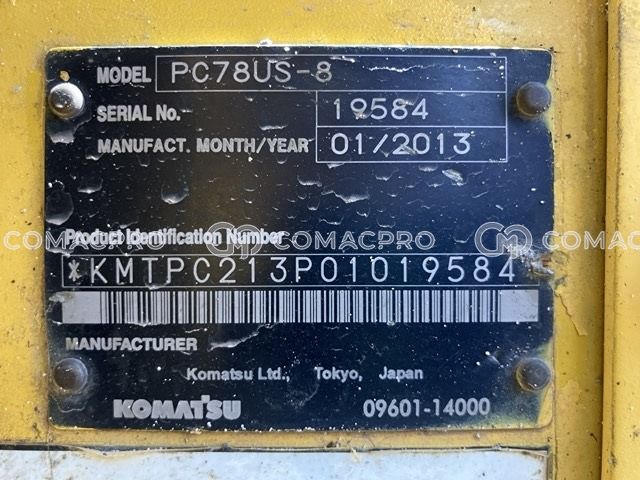 MODEL PC78US-8
SERIAL No. 19584
MANUFACT. MONTH/YEAR 01/2013
COMACPRO COMACPRO COMACPRO
Product Identification Number
*KMTPC213P01019584
MANUFACTURER
Komatsu Ltd., Tokyo, Japan
KOMATSU 09601-14000